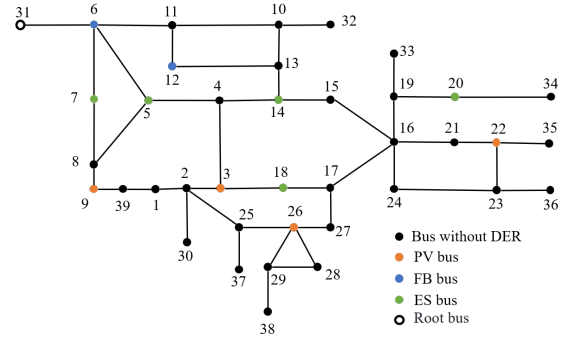 31 6 11 10 32
12 13
33
7 5 4 14 15 19 20 34
8 16 21 22 35
9 39 1 2 3 18 17 24 23 36
25 26 27
30 37 29 28
38
Bus without DER
PV bus
FB bus
ES bus
Root bus